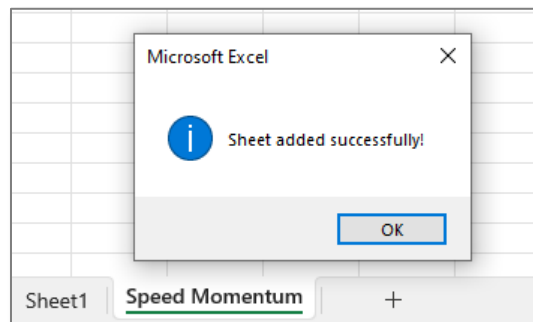 Microsoft Excel
Sheet added successfully!
OK
Sheet1 Speed Momentum